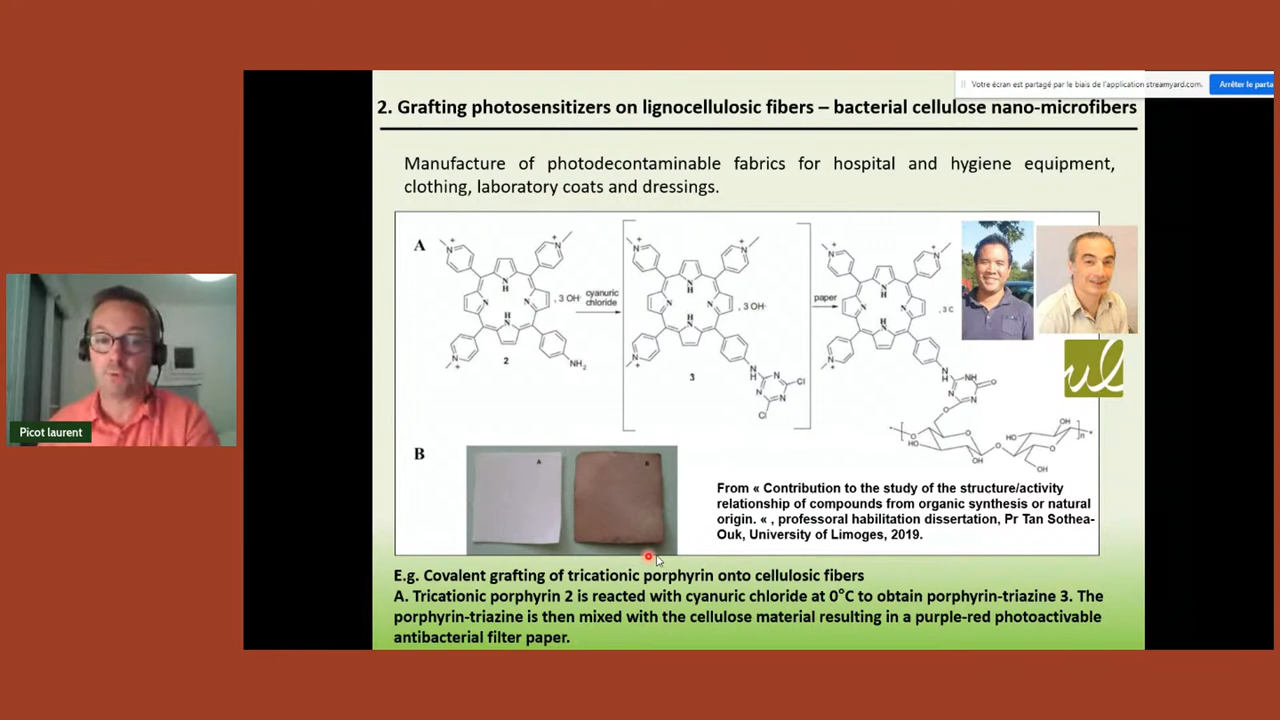 Votre écran est partagé par le biais de l'application streamyard.com.
Arrêter le parta
2. Grafting photosensitizers on lignocellulosic fibers – bacterial cellulose nano-microfibers
Manufacture of photodecontaminable fabrics for hospital and hygiene equipment,
clothing, laboratory coats and dressings.
A
N+
N+
N+
N
H
N
N
H
N
, 3 OH-
NH2
2
cyanuric
chloride
N+
N+
N+
N
H
N
N
H
N
, 3 OH-
N
H
N
N
N
Cl
Cl
3
paper
N+
N+
N+
N
H
N
N
H
N
, 3 O
N
H
N
NH
O
N
O
O
HO
OH
O
HO
OH
O
OH
n
ul
Picot laurent
B
A
B
From « Contribution to the study of the structure/activity
relationship of compounds from organic synthesis or natural
origin. « , professoral habilitation dissertation, Pr Tan Sothea-
Ouk, University of Limoges, 2019.
E.g. Covalent grafting of tricationic porphyrin onto cellulosic fibers
A. Tricationic porphyrin 2 is reacted with cyanuric chloride at 0°C to obtain porphyrin-triazine 3. The
porphyrin-triazine is then mixed with the cellulose material resulting in a purple-red photoactivable
antibacterial filter paper.